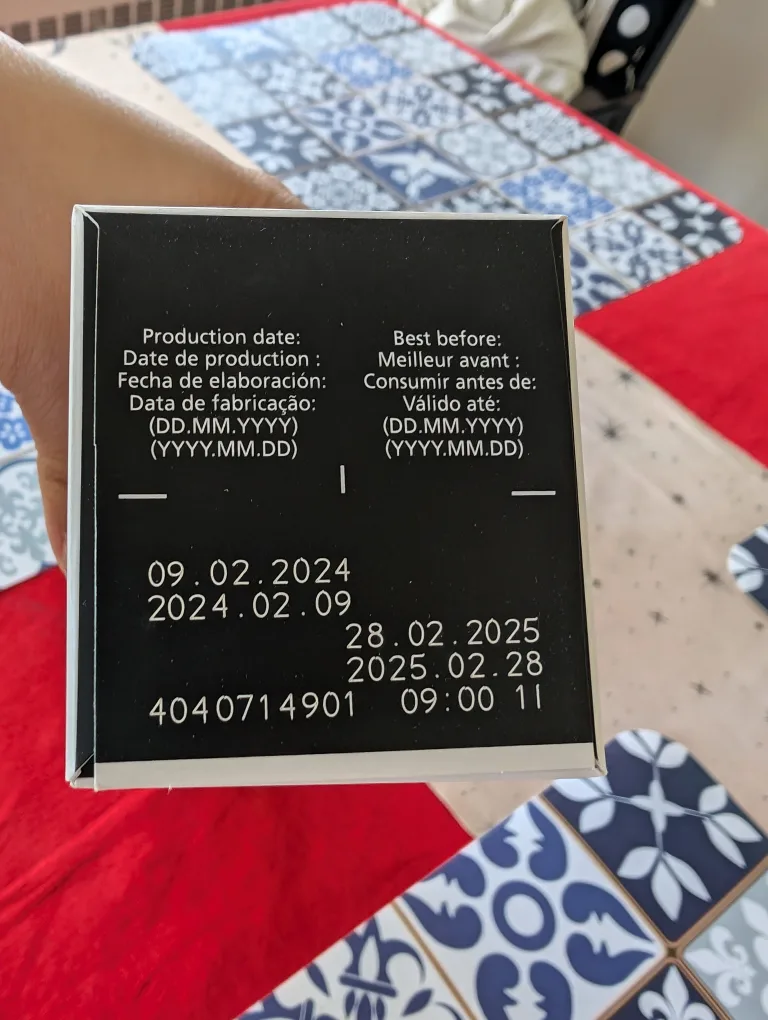 Production date:
Date de production :
Fecha de elaboración:
Data de fabricação:
(DD.MM.YYYY)
(YYYY.MM.DD)
Best before:
Meilleur avant :
Consumir antes de:
Válido até:
(DD.MM.YYYY)
(YYYY.MM.DD)
09.02.2024
2024.02.09
28.02.2025
2025.02.28
4040714901 09:00 11